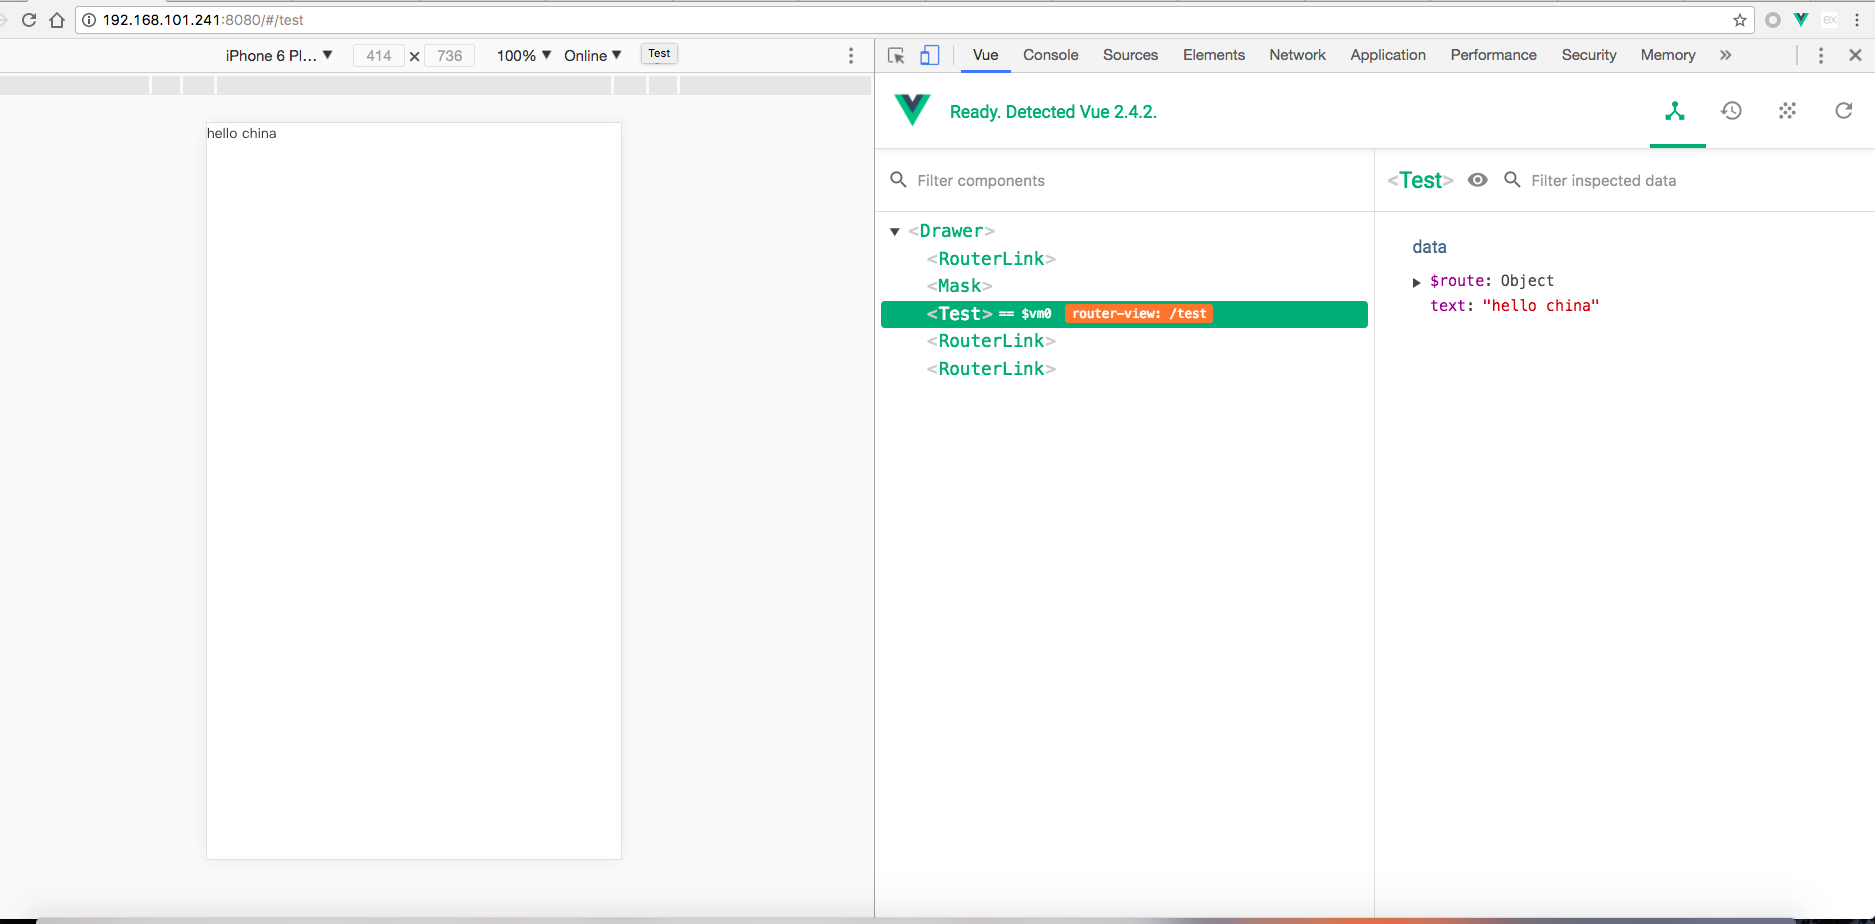 192.168.101.241:8080/#/test
iPhone 6 Pl... ▼ 414 × 736 100% ▼ Online ▼ Test
Vue Console Sources Elements Network Application Performance Security Memory »
Ready. Detected Vue 2.4.2.
hello china
Filter components
<Test> Filter inspected data
<Drawer>
<RouterLink>
<Mask>
<Test> == $vm0 router-view: /test
<RouterLink>
<RouterLink>
data
$route: Object
text: "hello china"